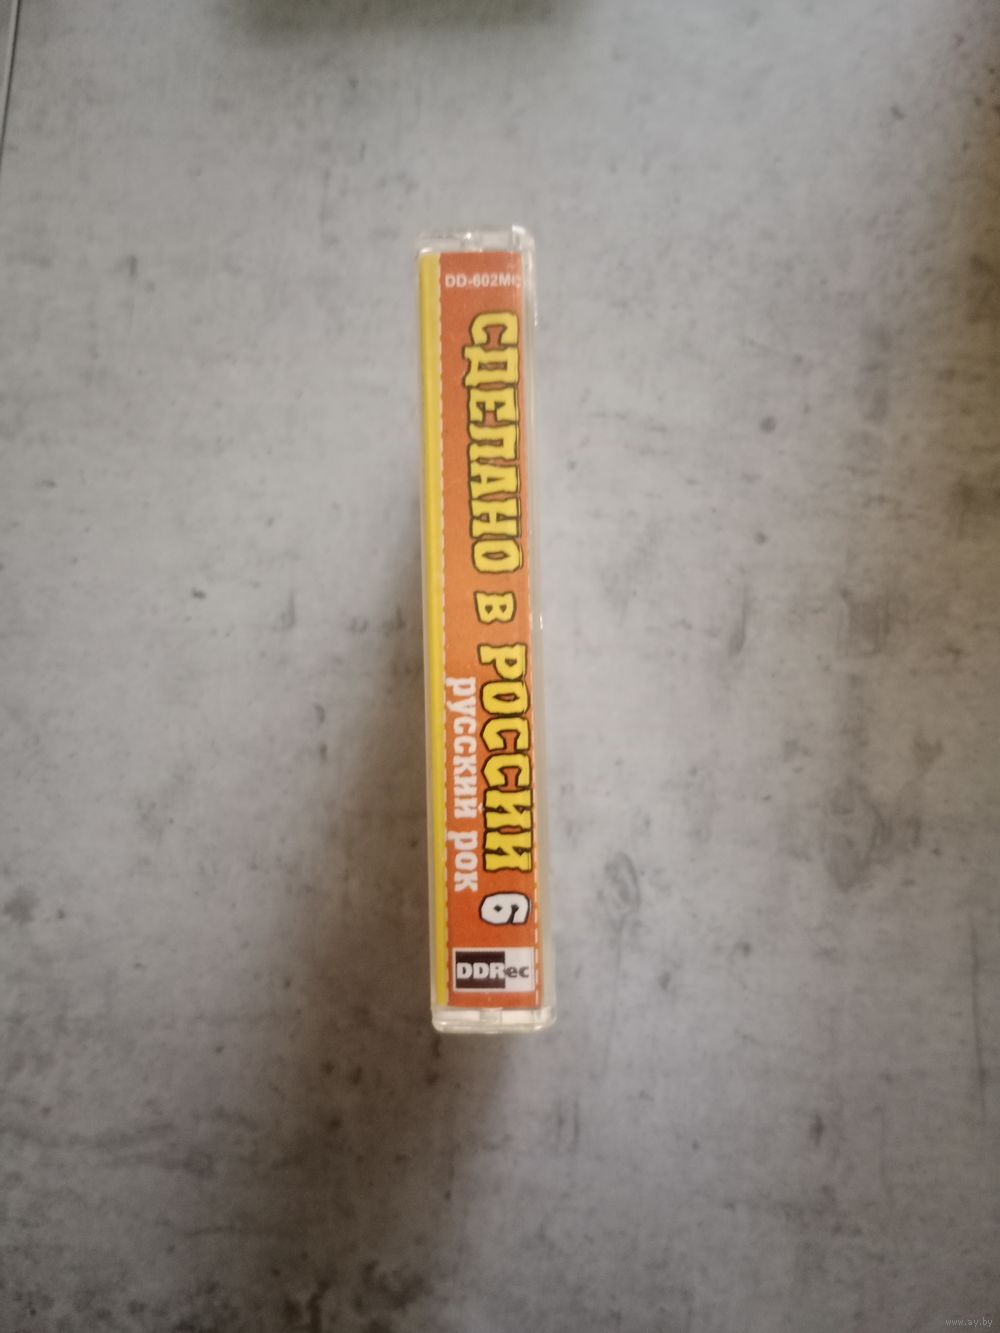 DD-602MC
СДЕЛАНО В РОССИИ 6
РУССКИЙ РОК
DDRec
www.ay.by